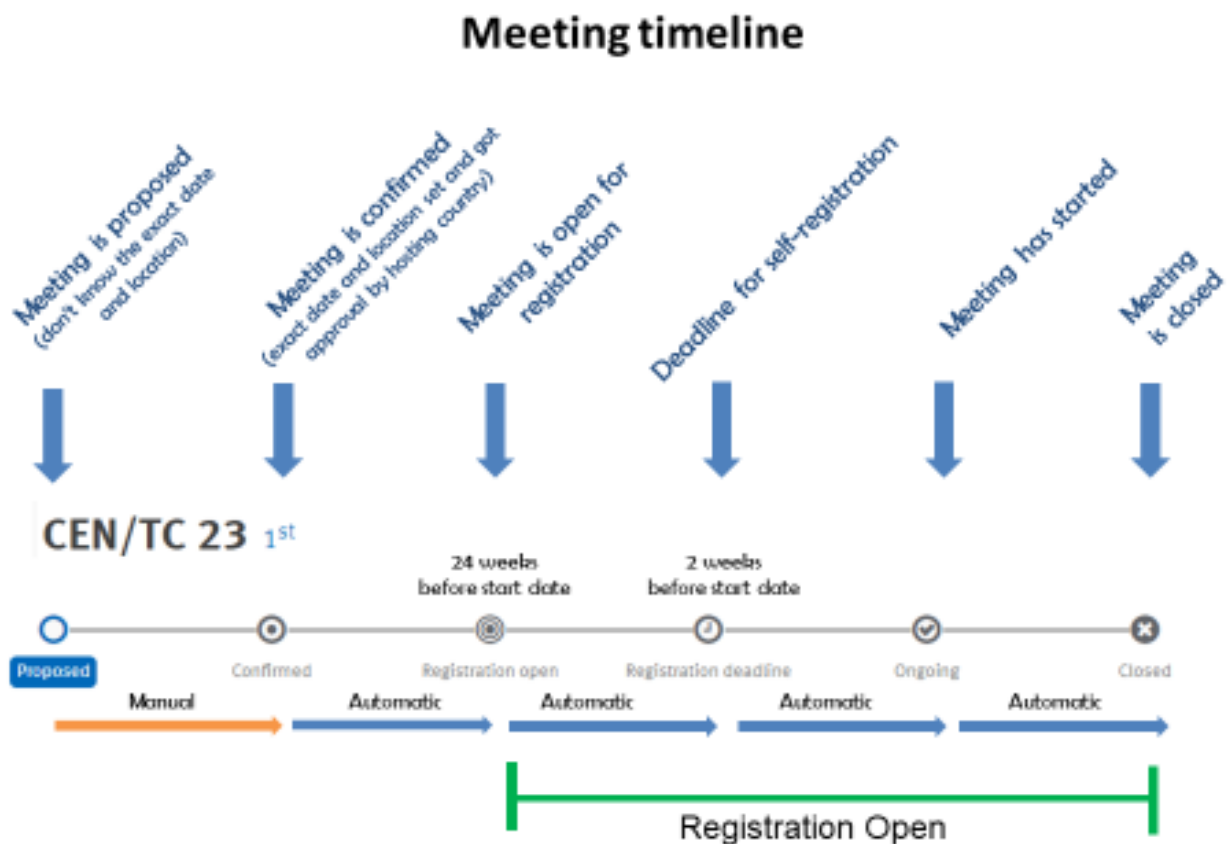 Meeting timeline
Meeting is proposed
(don't know the exact date
and location)
Meeting is confirmed
(exact date and location set and got
approval by hosting country)
Meeting is open for
registration
Deadline for self-registration
Meeting has started
Meeting
is closed
CEN/TC 23 1st
24 weeks
before start date
2 weeks
before start date
Proposed
Confirmed
Registration open
Registration deadline
Ongoing
Closed
Manual
Automatic
Automatic
Automatic
Automatic
Registration Open